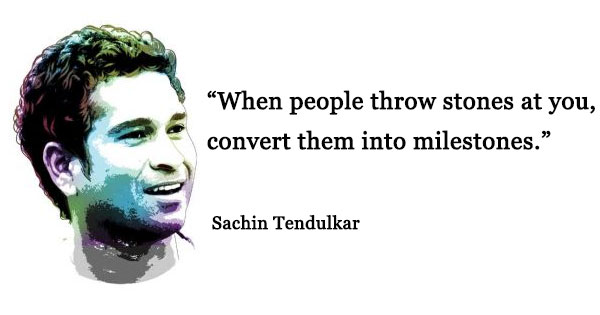 “When people throw stones at you,
convert them into milestones.”
Sachin Tendulkar